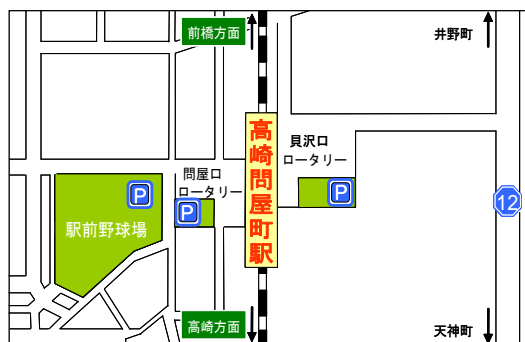 前橋方面
井野町
高崎問屋町駅
貝沢口
ロータリー
問屋口
ロータリー
P
P
P
駅前野球場
12
高崎方面
天神町